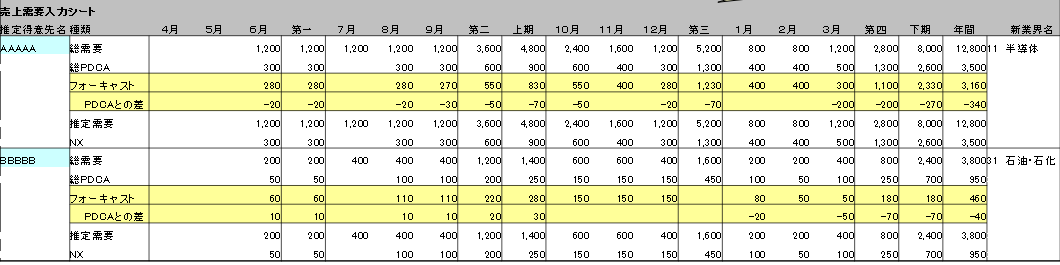 売上需要入力シート
推定得意先名 種類 4月 5月 6月 第一 7月 8月 9月 第二 上期 10月 11月 12月 第三 1月 2月 3月 第四 下期 年間 新業界名
AAAAA 総需要 1,200 1,200 1,200 1,200 1,200 3,600 4,800 2,400 1,600 1,200 5,200 800 800 1,200 2,800 8,000 12,800 11 半導体
総PDCA 300 300 300 300 600 900 600 400 300 1,300 400 400 500 1,300 2,600 3,500
フォーキャスト 280 280 280 270 550 830 550 400 280 1,230 400 400 300 1,100 2,330 3,160
PDCAとの差 -20 -20 -20 -30 -50 -70 -50 -20 -70 -200 -200 -270 -340
推定需要 1,200 1,200 1,200 1,200 1,200 3,600 4,800 2,400 1,600 1,200 5,200 800 800 1,200 2,800 8,000 12,800
NX 300 300 300 300 600 900 600 400 300 1,300 400 400 500 1,300 2,600 3,500
BBBBB 総需要 200 200 400 400 400 1,200 1,400 600 600 400 1,600 200 200 400 800 2,400 3,800 31 石油・石化
総PDCA 50 50 100 100 200 250 150 150 150 450 100 50 100 250 700 950
フォーキャスト 60 60 110 110 220 280 150 150 150 80 50 50 180 180 460
PDCAとの差 10 10 10 10 20 30 -20 -50 -70 -70 -40
推定需要 200 200 400 400 400 1,200 1,400 600 600 400 1,600 200 200 400 800 2,400 3,800
NX 50 50 100 100 200 250 150 150 150 450 100 50 100 250 700 950